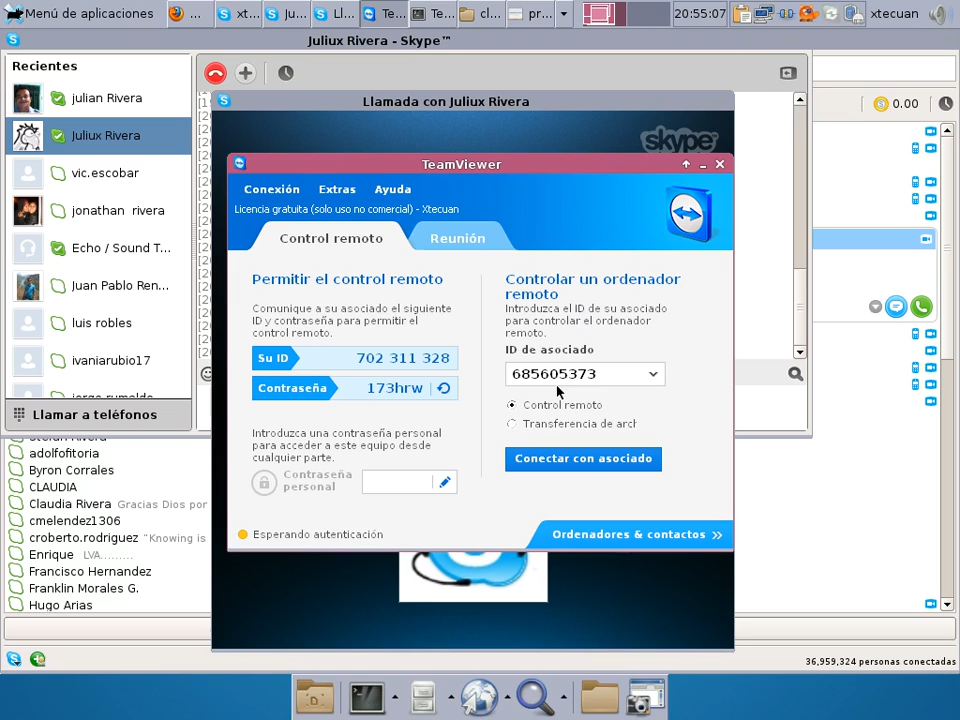 Menú de aplicaciones
...
xt...
Ju...
Ll...
Te...
Ter...
cl...
pr...
20:55:07
xtecuan
Juliux Rivera - Skype™
Recientes
julian Rivera
Juliux Rivera
vic.escobar
jonathan rivera
Echo / Sound T...
Juan Pablo Ren...
luis robles
ivaniarubio17
Llamar a teléfonos
0.00
Llamada con Juliux Rivera
skype™
TeamViewer
Conexión Extras Ayuda
Licencia gratuita (solo uso no comercial) - Xtecuan
Control remoto
Reunión
Permitir el control remoto
Comunique a su asociado el siguiente
ID y contraseña para permitir el
control remoto.
Su ID 702 311 328
Contraseña 173hrw
Introduzca una contraseña personal
para acceder a este equipo desde
cualquier parte.
Contraseña
personal
Controlar un ordenador
remoto
Introduzca el ID de su asociado
para controlar el ordenador
remoto.
ID de asociado
685605373
Control remoto
Transferencia de arch
Conectar con asociado
Esperando autenticación
Ordenadores & contactos >>
adolfofitoria
Byron Corrales
CLAUDIA
Claudia Rivera Gracias Dios por
cmelendez1306
croberto.rodriguez "Knowing is
Enrique LVA.........
Francisco Hernandez
Franklin Morales G.
Hugo Arias
36,959,324 personas conectadas